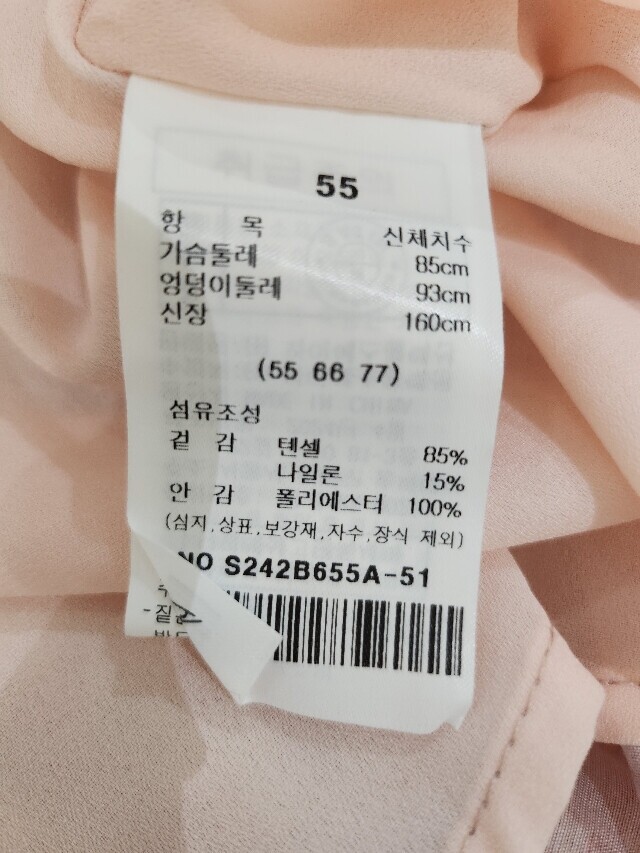 55
항 목 신체치수
가슴둘레 85cm
엉덩이둘레 93cm
신장 160cm
(55 66 77)
섬유조성
겉 감 텐셀 85%
나일론 15%
안 감 폴리에스터 100%
(심지,상표,보강재,자수,장식 제외)
NO S242B655A-51